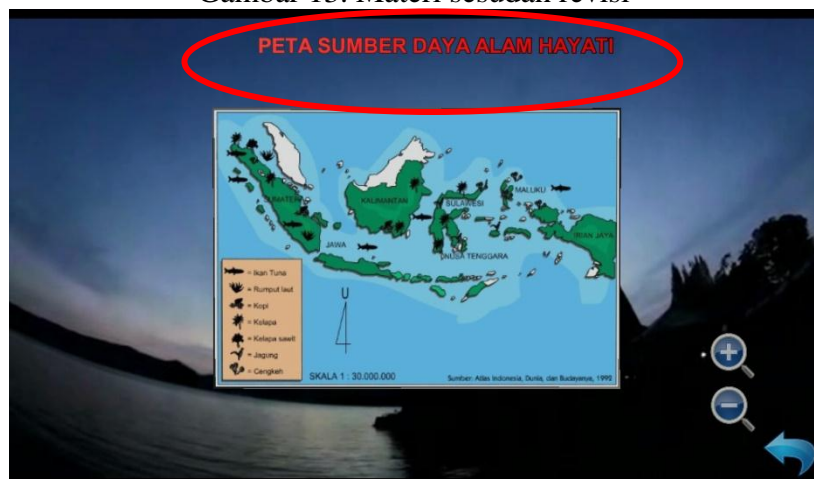 Gambar 15. Materi sesudah revisi
PETA SUMBER DAYA ALAM HAYATI
SUMATERA
KALIMANTAN
SULAWESI
MALUKU
IRIAN JAYA
JAWA
NUSA TENGGARA
= Ikan Tuna
= Rumput laut
= Kopi
= Kelapa
= Kelapa sawit
= Jagung
= Cengkeh
U
SKALA 1 : 30.000.000
Sumber: Atlas Indonesia, Dunia, dan Budayanya, 1992